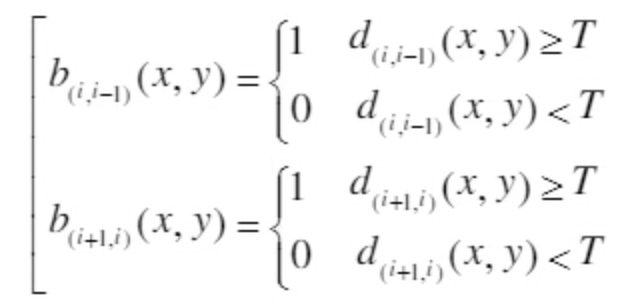 b_{(i,i-1)}(x, y) = { 1 d_{(i,i-1)}(x, y) ≥ T
0 d_{(i,i-1)}(x, y) < T
b_{(i+1,i)}(x, y) = { 1 d_{(i+1,i)}(x, y) ≥ T
0 d_{(i+1,i)}(x, y) < T